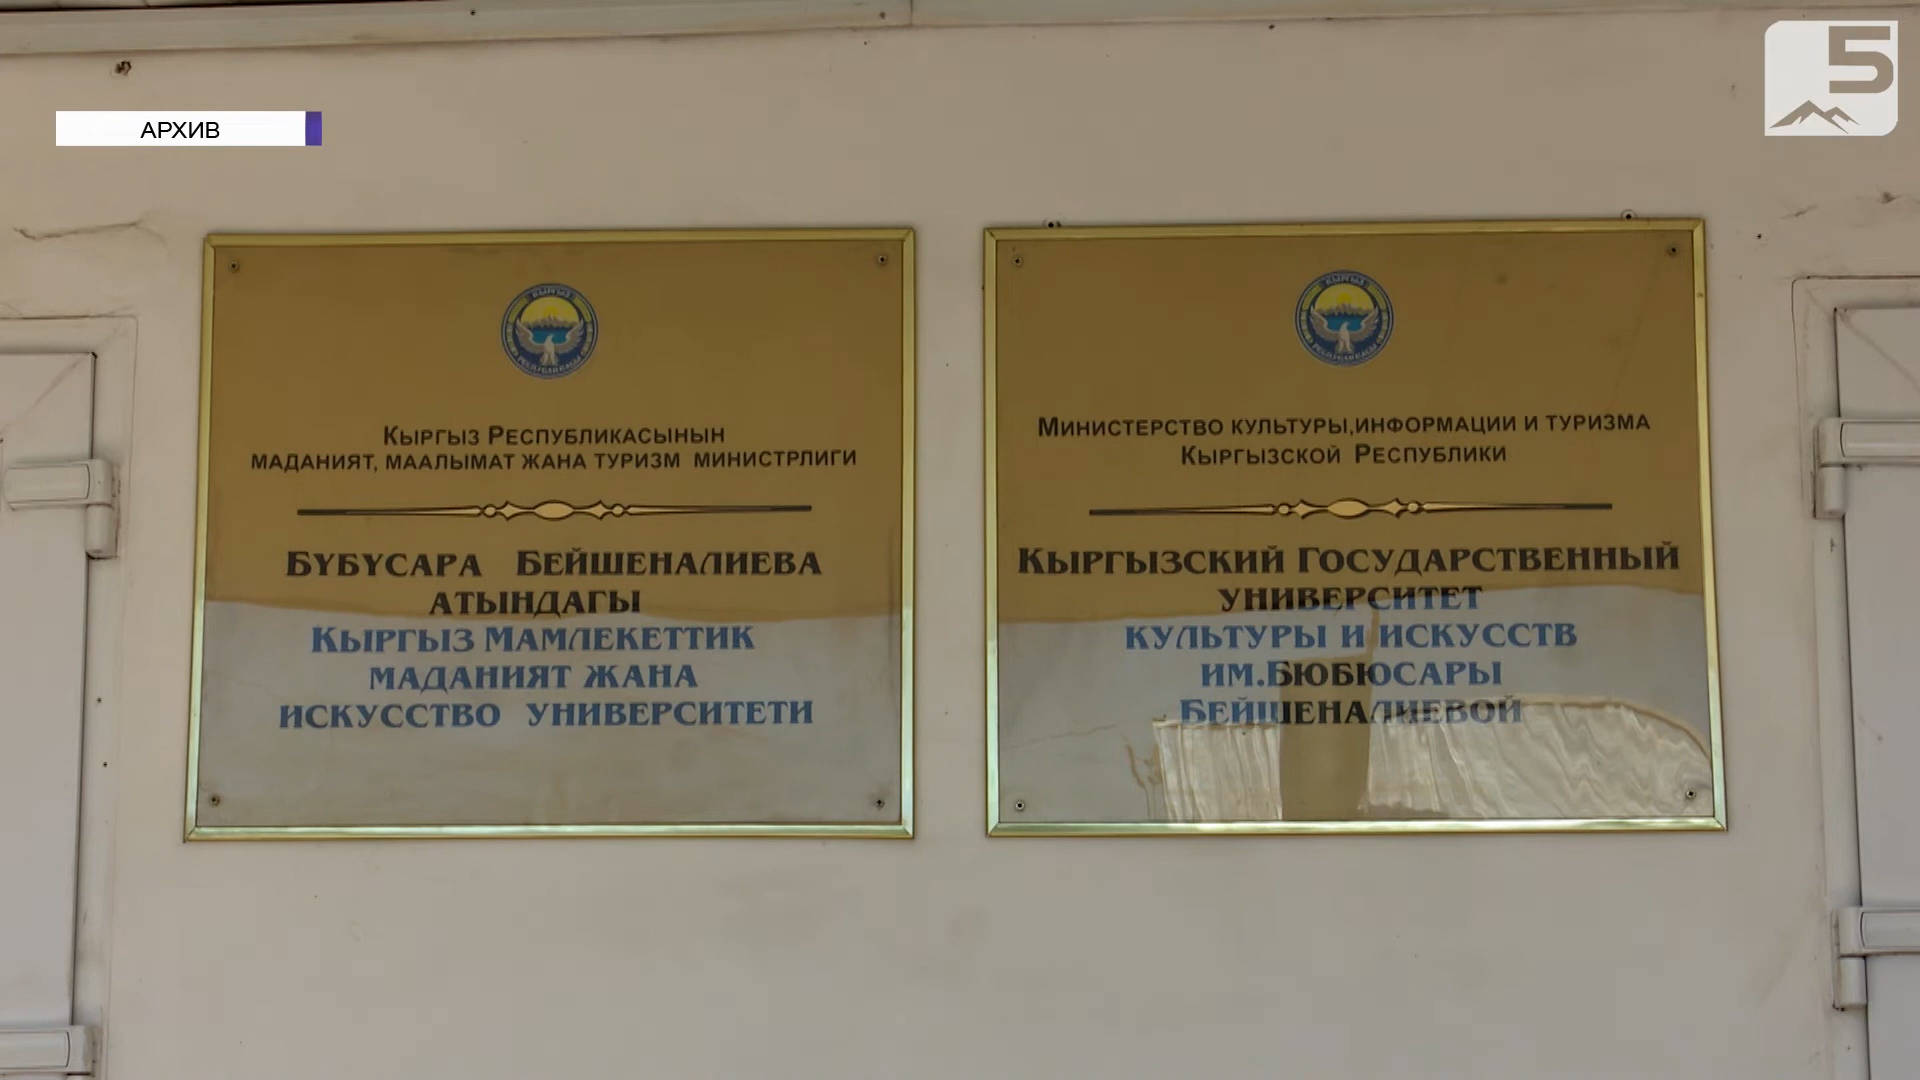 5
АРХИВ
Кыргыз Республикасынын
маданият, маалымат жана туризм министрлиги
Бүбүсара Бейшеналиева
атындагы
Кыргыз Мамлекеттик
маданият жана
искусство университети
Министерство культуры,информации и туризма
Кыргызской Республики
Кыргызский Государственный
университет
культуры и искусств
им.Бюбюсары
Бейшеналиевой